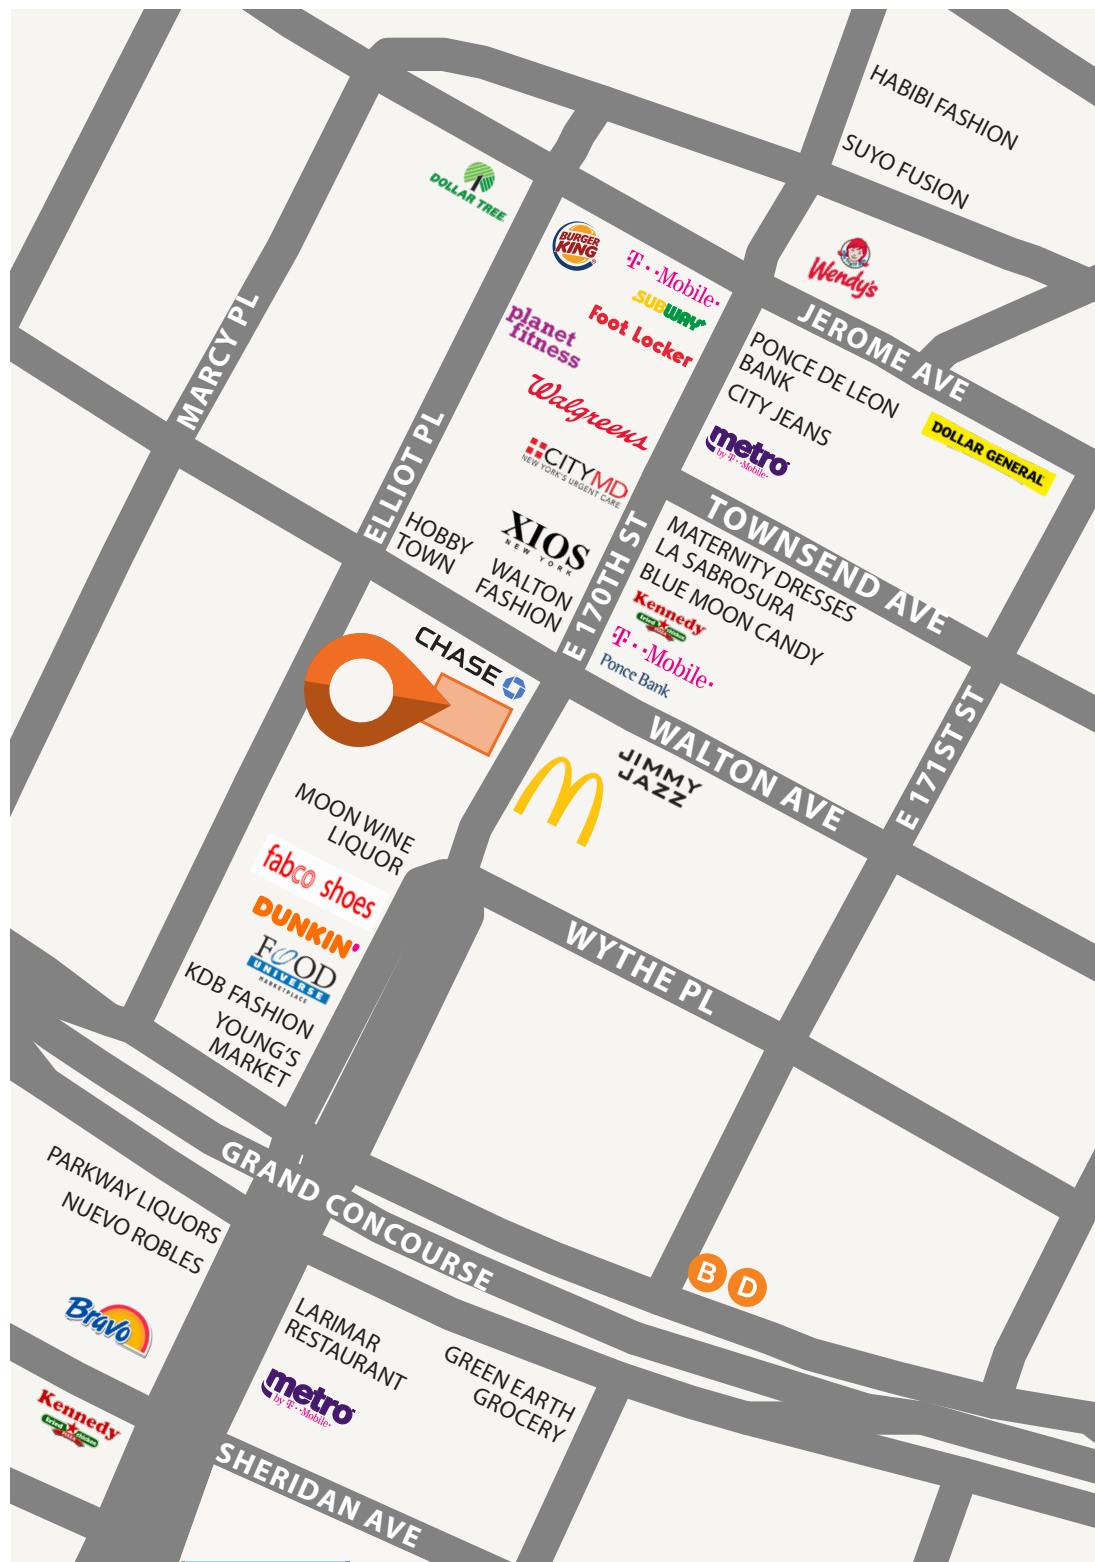 HABIBI FASHION
SUYO FUSION
DOLLAR TREE
BURGER
KING
T··Mobile·
SUBWAY
Wendy's
planet
fitness
Foot Locker
JEROME AVE
MARCY PL
PONCE DE LEON
BANK
CITY JEANS
metro
by T··Mobile·
DOLLAR GENERAL
Walgreens
CITYMD
NEW YORK'S URGENT CARE
ELLIOT PL
HOBBY
TOWN
XIOS
NEW YORK
WALTON
FASHION
E 170TH ST
TOWNSEND AVE
MATERNITY DRESSES
LA SABROSURA
BLUE MOON CANDY
Kennedy
fried chicken
pizza
T··Mobile·
Ponce Bank
CHASE
WALTON AVE
E 171ST ST
JIMMY
JAZZ
MOON WINE
LIQUOR
fabco shoes
DUNKIN'
FOOD
UNIVERSE
MARKETPLACE
KDB FASHION
YOUNG'S
MARKET
WYTHE PL
GRAND CONCOURSE
PARKWAY LIQUORS
NUEVO ROBLES
Bravo
B D
LARIMAR
RESTAURANT
GREEN EARTH
GROCERY
metro
by T··Mobile·
Kennedy
fried chicken
pizza
SHERIDAN AVE